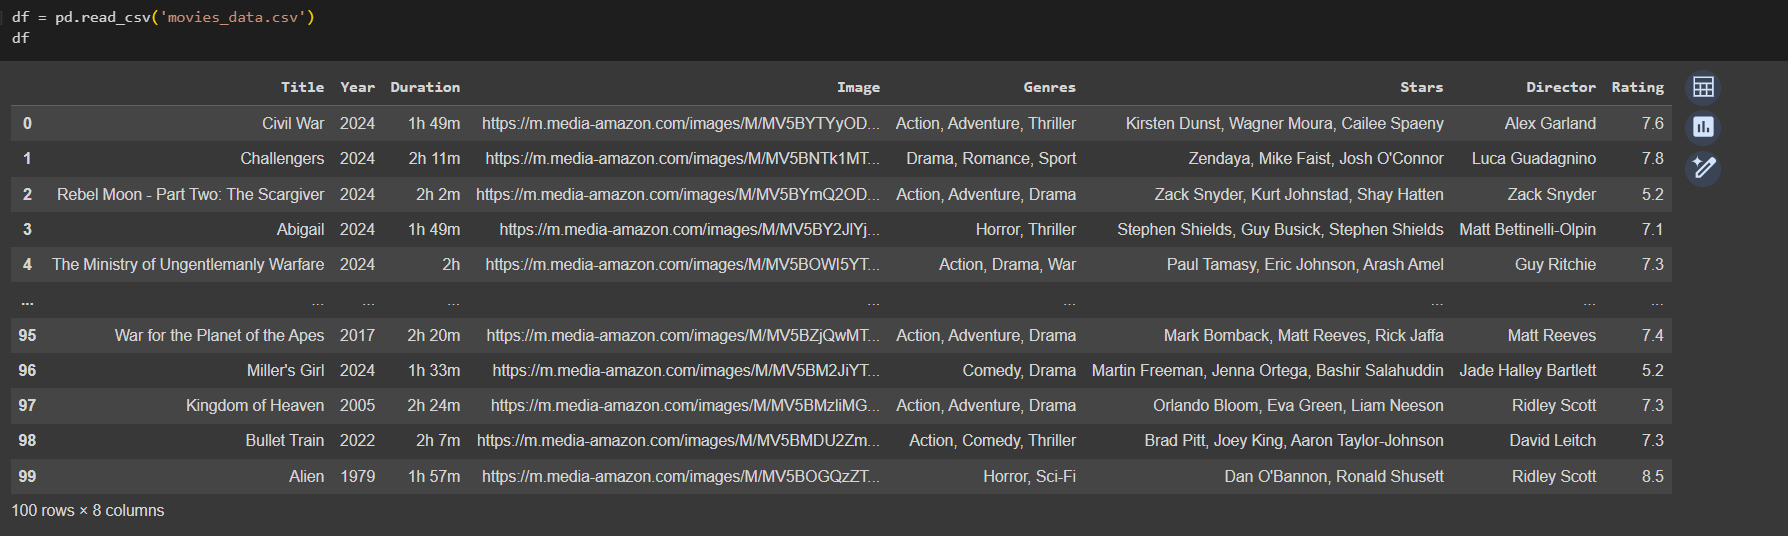 df = pd.read_csv('movies_data.csv')
df
Title Year Duration Image Genres Stars Director Rating
0 Civil War 2024 1h 49m https://m.media-amazon.com/images/M/MV5BYTYyOD... Action, Adventure, Thriller Kirsten Dunst, Wagner Moura, Cailee Spaeny Alex Garland 7.6
1 Challengers 2024 2h 11m https://m.media-amazon.com/images/M/MV5BNTk1MT... Drama, Romance, Sport Zendaya, Mike Faist, Josh O'Connor Luca Guadagnino 7.8
2 Rebel Moon - Part Two: The Scargiver 2024 2h 2m https://m.media-amazon.com/images/M/MV5BYmQ2OD... Action, Adventure, Drama Zack Snyder, Kurt Johnstad, Shay Hatten Zack Snyder 5.2
3 Abigail 2024 1h 49m https://m.media-amazon.com/images/M/MV5BY2JlYj... Horror, Thriller Stephen Shields, Guy Busick, Stephen Shields Matt Bettinelli-Olpin 7.1
4 The Ministry of Ungentlemanly Warfare 2024 2h https://m.media-amazon.com/images/M/MV5BOWI5YT... Action, Drama, War Paul Tamasy, Eric Johnson, Arash Amel Guy Ritchie 7.3
... ... ... ... ... ... ... ... ...
95 War for the Planet of the Apes 2017 2h 20m https://m.media-amazon.com/images/M/MV5BZjQwMT... Action, Adventure, Drama Mark Bomback, Matt Reeves, Rick Jaffa Matt Reeves 7.4
96 Miller's Girl 2024 1h 33m https://m.media-amazon.com/images/M/MV5BM2JiYT... Comedy, Drama Martin Freeman, Jenna Ortega, Bashir Salahuddin Jade Halley Bartlett 5.2
97 Kingdom of Heaven 2005 2h 24m https://m.media-amazon.com/images/M/MV5BMzliMG... Action, Adventure, Drama Orlando Bloom, Eva Green, Liam Neeson Ridley Scott 7.3
98 Bullet Train 2022 2h 7m https://m.media-amazon.com/images/M/MV5BMDU2Zm... Action, Comedy, Thriller Brad Pitt, Joey King, Aaron Taylor-Johnson David Leitch 7.3
99 Alien 1979 1h 57m https://m.media-amazon.com/images/M/MV5BOGQzZT... Horror, Sci-Fi Dan O'Bannon, Ronald Shusett Ridley Scott 8.5
100 rows × 8 columns